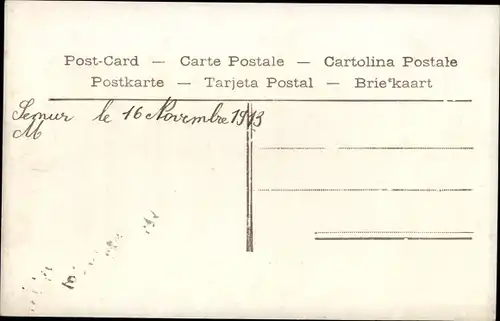 Post-Card — Carte Postale — Cartolina Postale
Postkarte — Tarjeta Postal — Briefkaart
Semur le 16 Novembre 1913
M